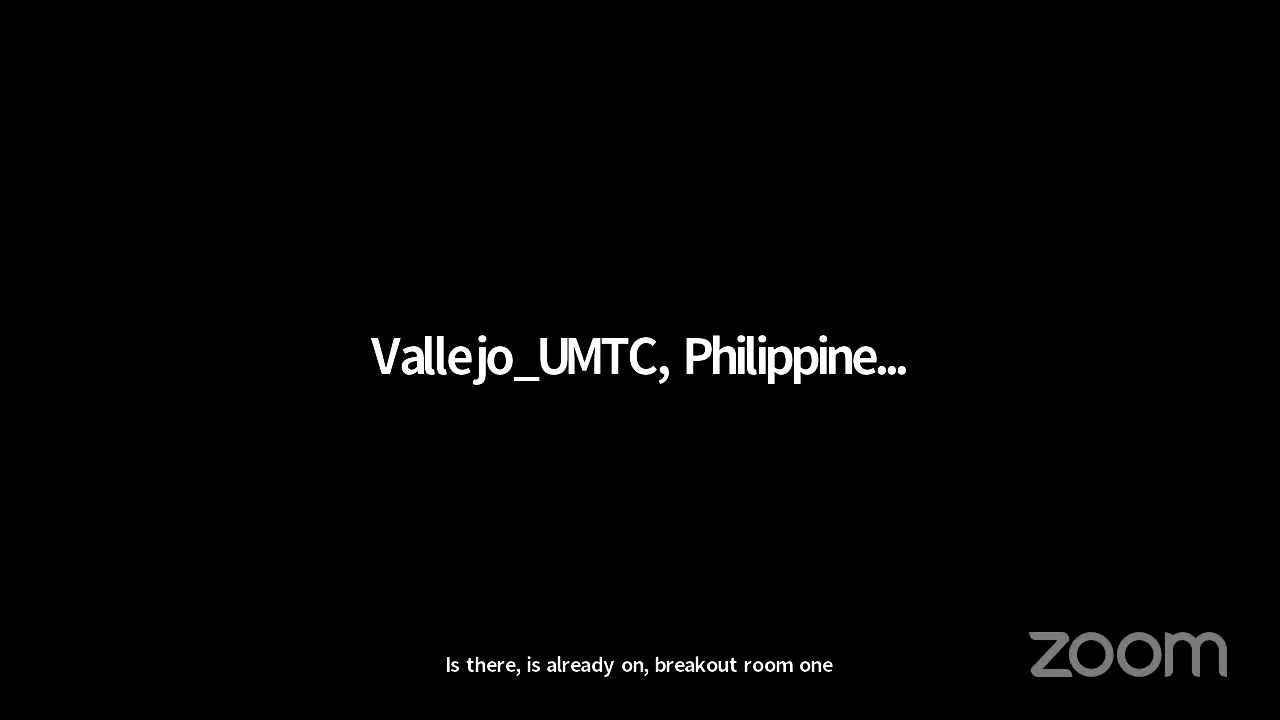 Vallejo_UMTC, Philippine...
Is there, is already on, breakout room one
zoom